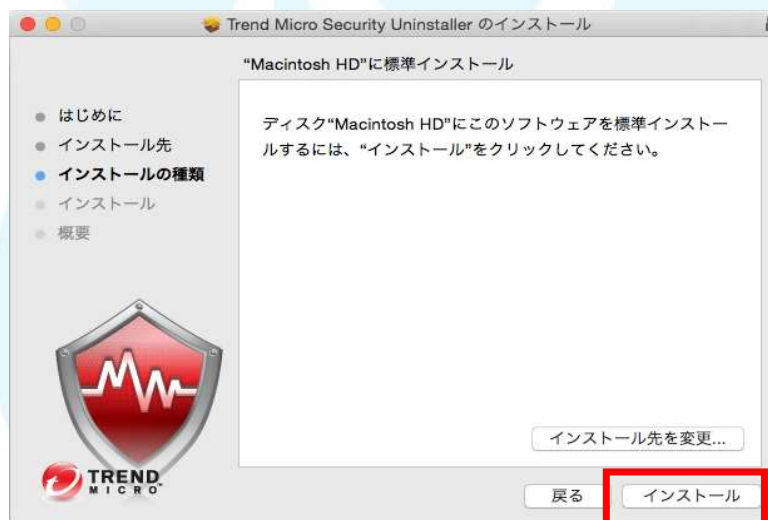 Trend Micro Security Uninstaller のインストール
“Macintosh HD”に標準インストール
はじめに
インストール先
インストールの種類
インストール
概要
ディスク“Macintosh HD”にこのソフトウェアを標準インストー
ルするには、“インストール”をクリックしてください。
インストール先を変更...
TREND
MICRO
戻る
インストール